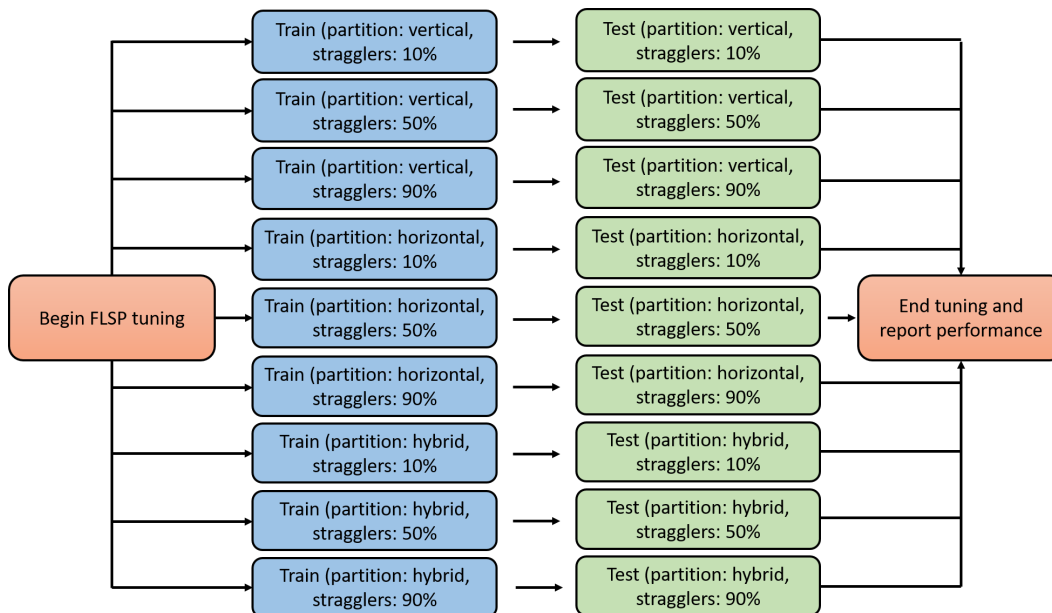 Train (partition: vertical,
stragglers: 10%
Test (partition: vertical,
stragglers: 10%
Train (partition: vertical,
stragglers: 50%
Test (partition: vertical,
stragglers: 50%
Train (partition: vertical,
stragglers: 90%
Test (partition: vertical,
stragglers: 90%
Train (partition: horizontal,
stragglers: 10%
Test (partition: horizontal,
stragglers: 10%
Begin FLSP tuning
Train (partition: horizontal,
stragglers: 50%
Test (partition: horizontal,
stragglers: 50%
End tuning and
report performance
Train (partition: horizontal,
stragglers: 90%
Test (partition: horizontal,
stragglers: 90%
Train (partition: hybrid,
stragglers: 10%
Test (partition: hybrid,
stragglers: 10%
Train (partition: hybrid,
stragglers: 50%
Test (partition: hybrid,
stragglers: 50%
Train (partition: hybrid,
stragglers: 90%
Test (partition: hybrid,
stragglers: 90%